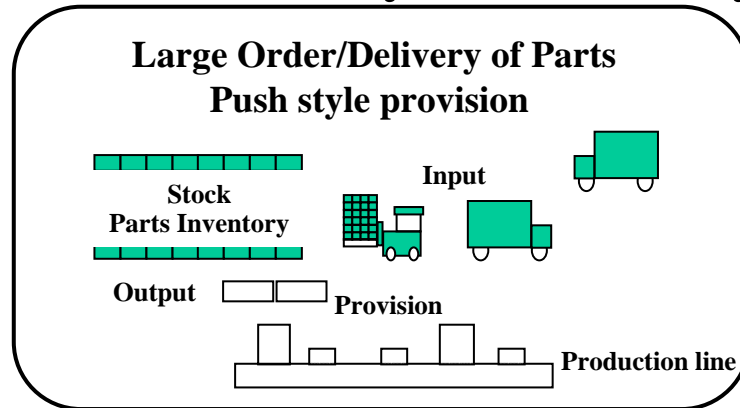 Large Order/Delivery of Parts
Push style provision
Input
Stock
Parts Inventory
Output
Provision
Production line